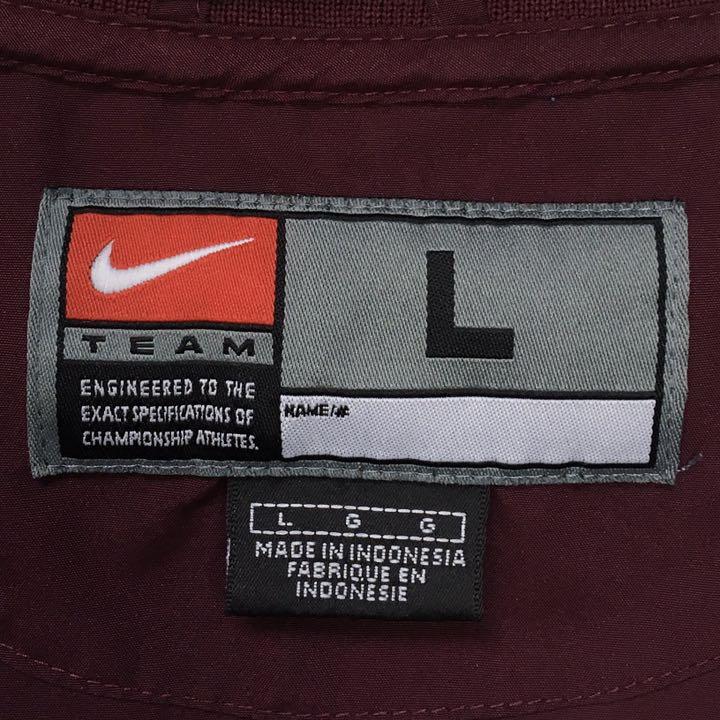 TEAM
ENGINEERED TO THE
EXACT SPECIFICATIONS OF
CHAMPIONSHIP ATHLETES.
L
NAME/#
L G G
MADE IN INDONESIA
FABRIQUE EN
INDONESIE